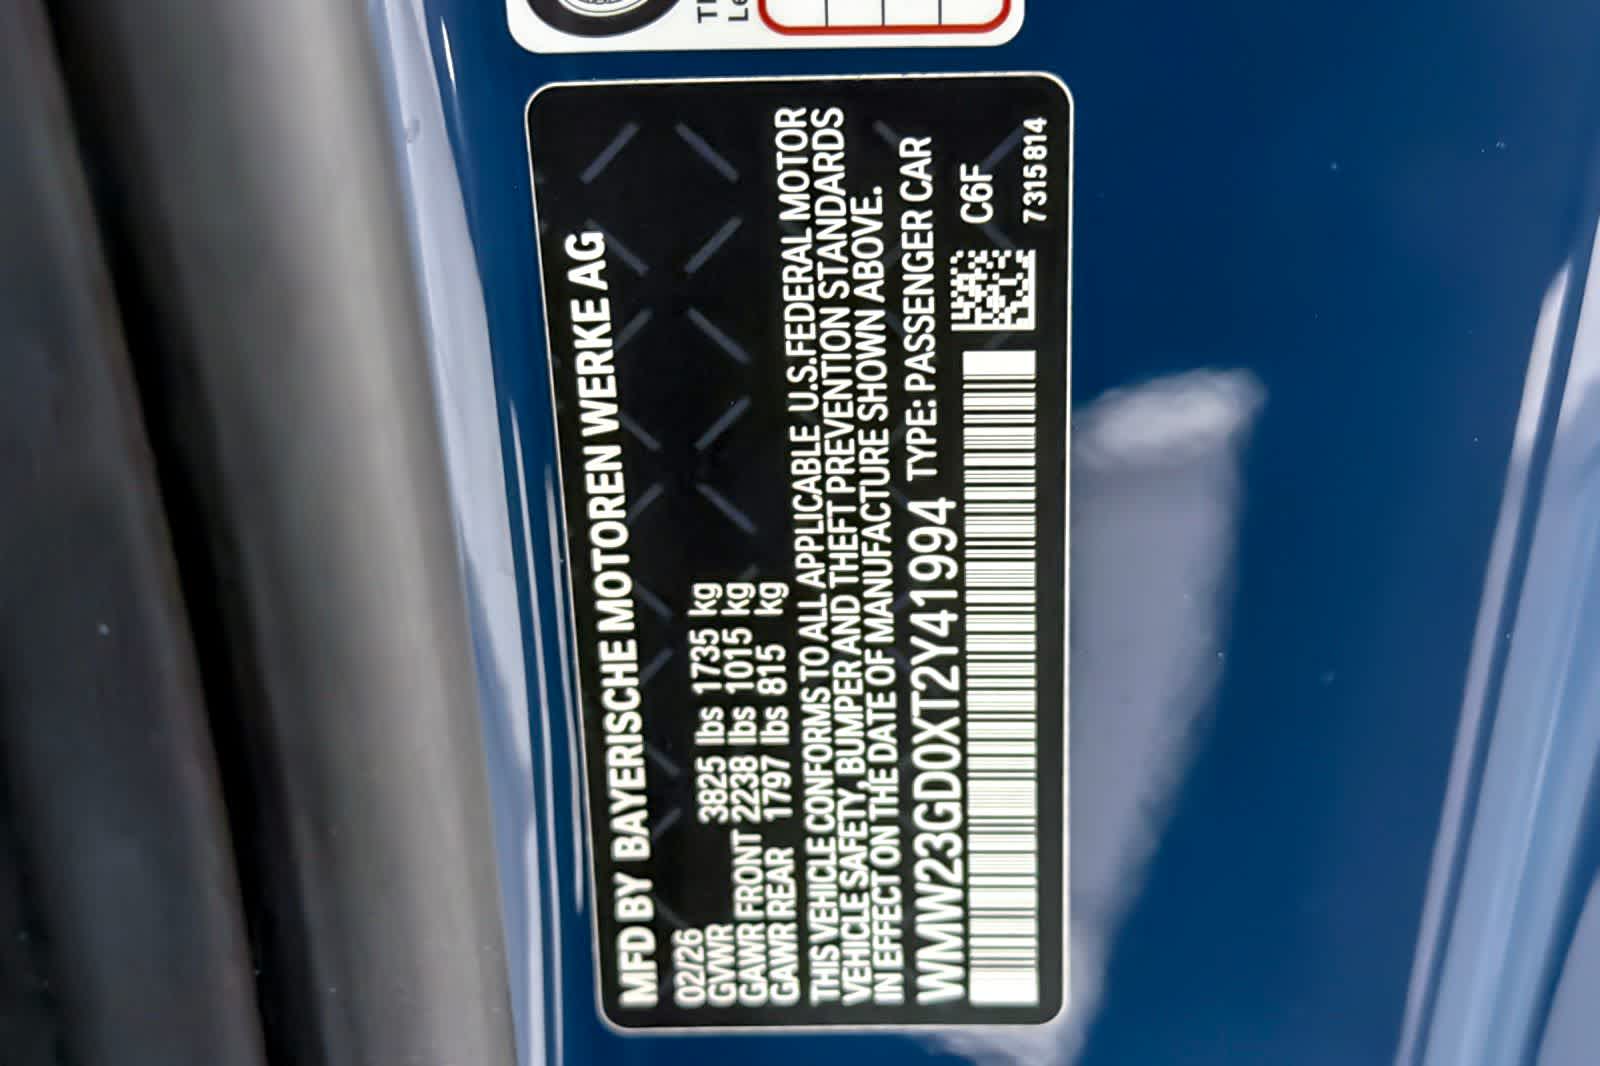 MFD BY BAYERISCHE MOTOREN WERKE AG
02/26
GVWR 3825 lbs 1735 kg
GAWR FRONT 2238 lbs 1015 kg
GAWR REAR 1797 lbs 815 kg
THIS VEHICLE CONFORMS TO ALL APPLICABLE U.S. FEDERAL MOTOR
VEHICLE SAFETY, BUMPER AND THEFT PREVENTION STANDARDS
IN EFFECT ON THE DATE OF MANUFACTURE SHOWN ABOVE.
WMW23GD0XT2Y41994 TYPE: PASSENGER CAR
C6F
7315814